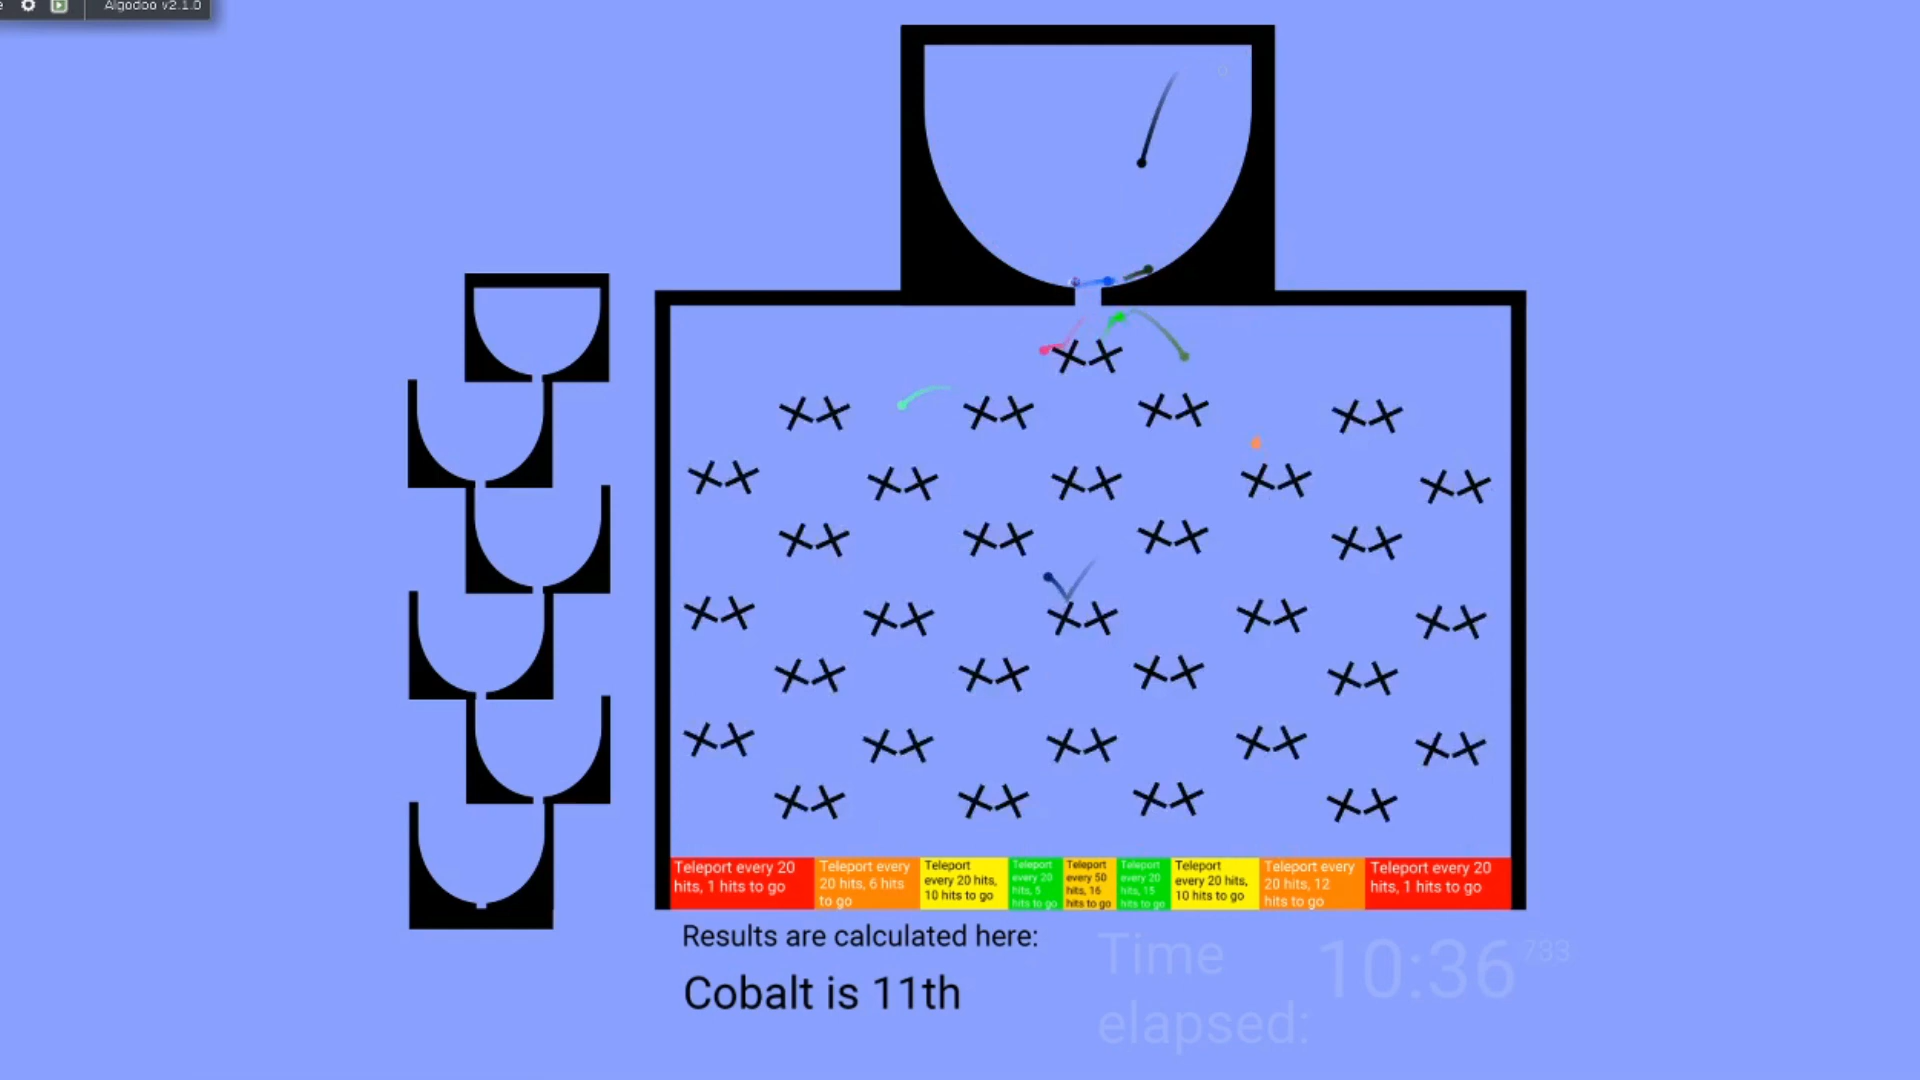 Algodoo v2.1.0
Teleport every 20
hits, 1 hits to go
Teleport every
20 hits, 6 hits
to go
Teleport
every 20 hits,
10 hits to go
Teleport
every 20
hits, 5
hits to go
Teleport
every 50
hits, 16
hits to go
Teleport
every 20
hits, 15
hits to go
Teleport
every 20 hits,
10 hits to go
Teleport every
20 hits, 12
hits to go
Teleport every 20
hits, 1 hits to go
Results are calculated here:
Cobalt is 11th
Time
elapsed:
10:36